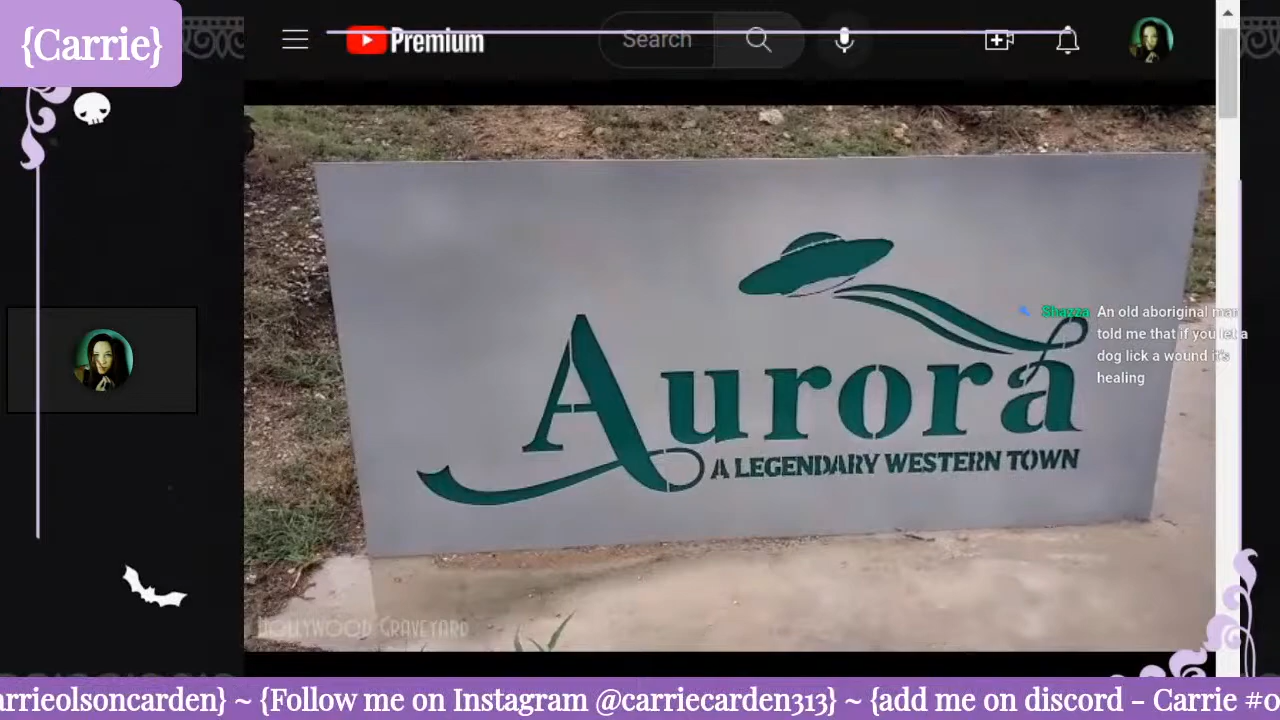 {Carrie}
Premium
Search
Shazza An old aboriginal man
told me that if you let a
dog lick a wound it's
healing
Aurora
A LEGENDARY WESTERN TOWN
HOLLYWOOD GRAVEYARD
arrieolsoncarden} ~ {Follow me on Instagram @carriecarden313} ~ {add me on discord - Carrie #0